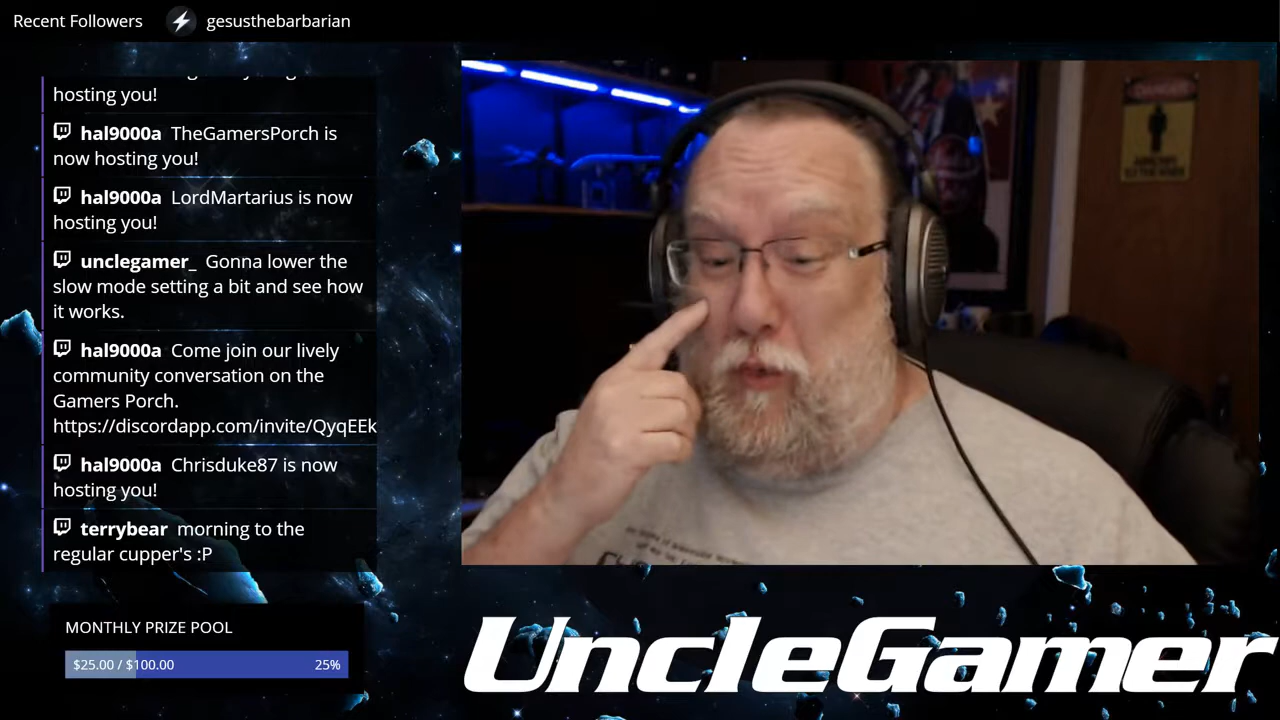 Recent Followers gesusthebarbarian
hosting you!
hal9000a TheGamersPorch is
now hosting you!
hal9000a LordMartarius is now
hosting you!
unclegamer_ Gonna lower the
slow mode setting a bit and see how
it works.
hal9000a Come join our lively
community conversation on the
Gamers Porch.
https://discordapp.com/invite/QyqEEk
hal9000a Chrisduke87 is now
hosting you!
terrybear morning to the
regular cupper's :P
MONTHLY PRIZE POOL
$25.00 / $100.00 25%
DANGER
UncleGamer